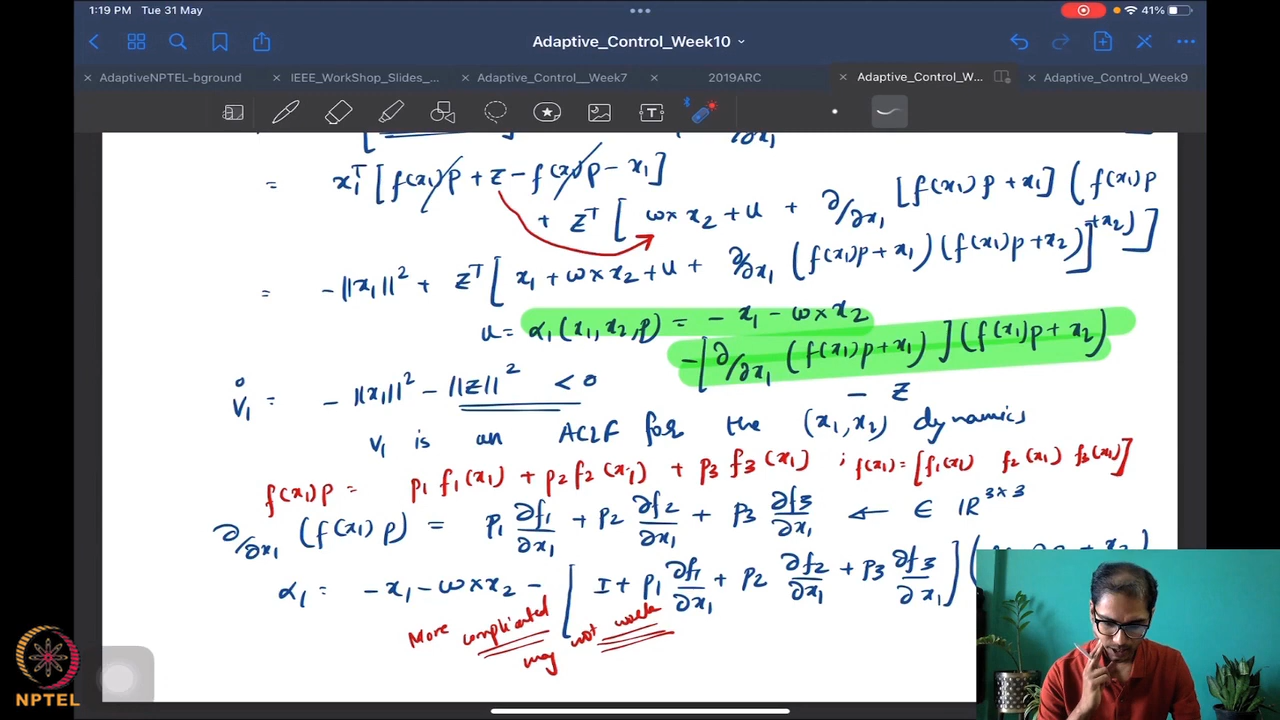 1:19 PM Tue 31 May
41%
Adaptive_Control_Week10
AdaptiveNPTEL-bground
IEEE_WorkShop_Slides_...
Adaptive_Control__Week7
2019ARC
Adaptive_Control_W...
Adaptive_Control_Week9
∂/∂x₁
= x₁ᵀ [f(x₁)p + z - f(x₁)p - x₁]
+ zᵀ [ ω × x₂ + u + ∂/∂x₁ [f(x₁)p + x₁] (f(x₁)p + x₂) ]
= -||x₁||² + zᵀ [ x₁ + ω × x₂ + u + ∂/∂x₁ (f(x₁)p + x₁) (f(x₁)p + x₂) ]
u = α₁(x₁, x₂, p) = - x₁ - ω × x₂
- [∂/∂x₁ (f(x₁)p + x₁) ] (f(x₁)p + x₂)
- z
V̇₁ = -||x₁||² - ||z||² < 0
V₁ is an ACLF for the (x₁, x₂) dynamics
f(x₁)p = p₁ f₁(x₁) + p₂ f₂(x₁) + p₃ f₃(x₁) ; f(x₁) = [f₁(x₁) f₂(x₁) f₃(x₁)]
∂/∂x₁ (f(x₁) p) = p₁ ∂f₁/∂x₁ + p₂ ∂f₂/∂x₁ + p₃ ∂f₃/∂x₁ ← ∈ ℝ³ˣ³
α₁ = - x₁ - ω × x₂ - [ I + p₁ ∂f₁/∂x₁ + p₂ ∂f₂/∂x₁ + p₃ ∂f₃/∂x₁ ] (
More complicated
may not work
NPTEL